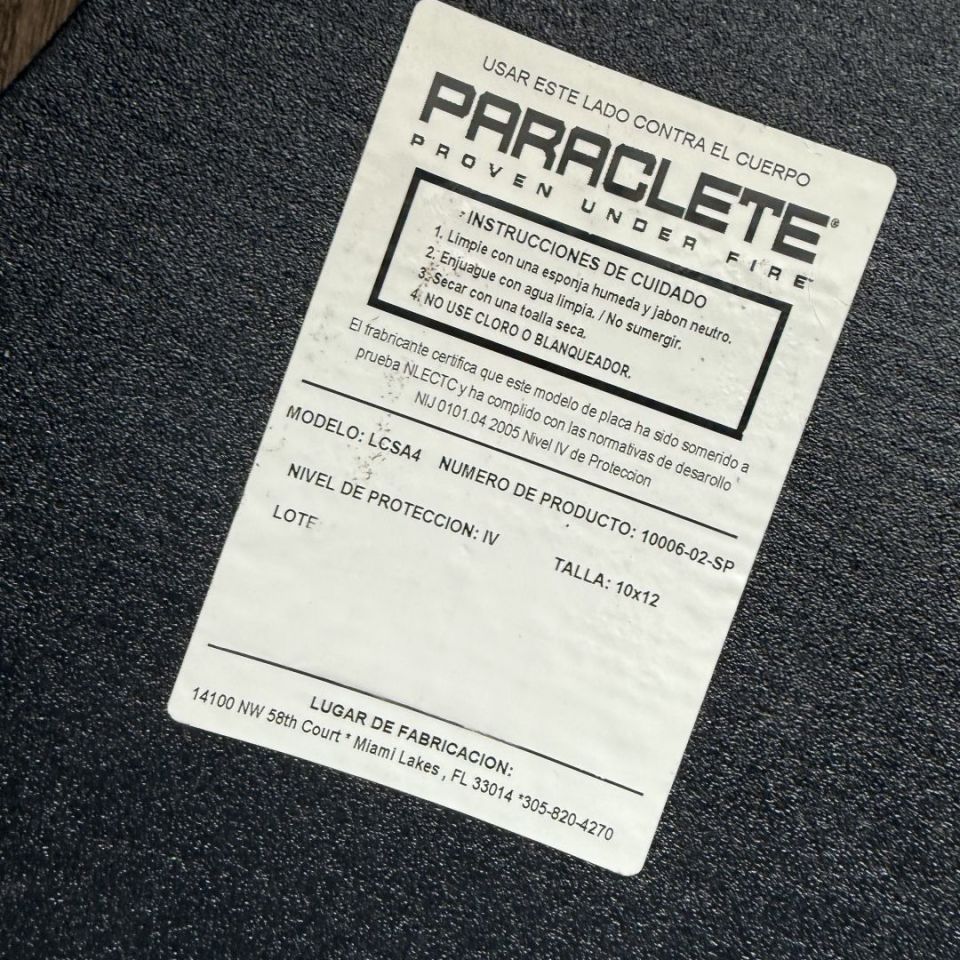 USAR ESTE LADO CONTRA EL CUERPO
PARACLETE®
PROVEN UNDER FIRE
INSTRUCCIONES DE CUIDADO
1. Limpie con una esponja humeda y jabon neutro.
2. Enjuague con agua limpia. / No sumergir.
3. Secar con una toalla seca.
4. NO USE CLORO O BLANQUEADOR.
El frabricante certifica que este modelo de placa ha sido somerido a
prueba NLECTC y ha complido con las normativas de desarollo
NIJ 0101.04 2005 Nivel IV de Proteccion
MODELO: LCSA4 NUMERO DE PRODUCTO: 10006-02-SP
NIVEL DE PROTECCION: IV TALLA: 10x12
LOTE
LUGAR DE FABRICACION:
14100 NW 58th Court * Miami Lakes , FL 33014 *305-820-4270